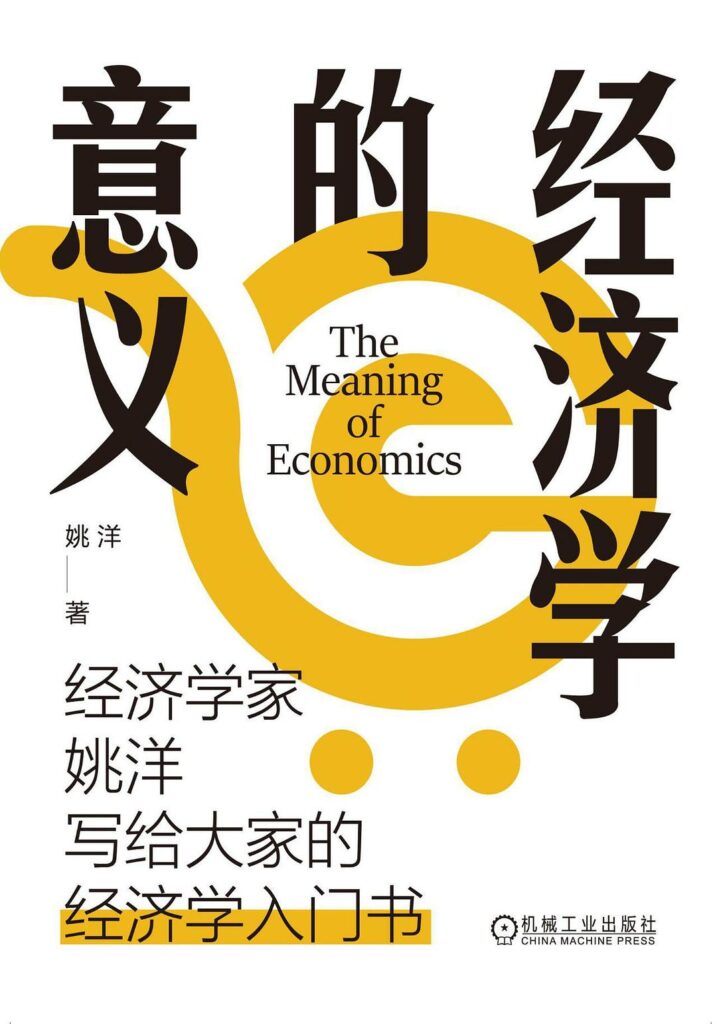 经济学
的
意义
The
Meaning
of
Economics
姚洋
著
经济学家
姚洋
写给大家的
经济学入门书
机械工业出版社
CHINA MACHINE PRESS